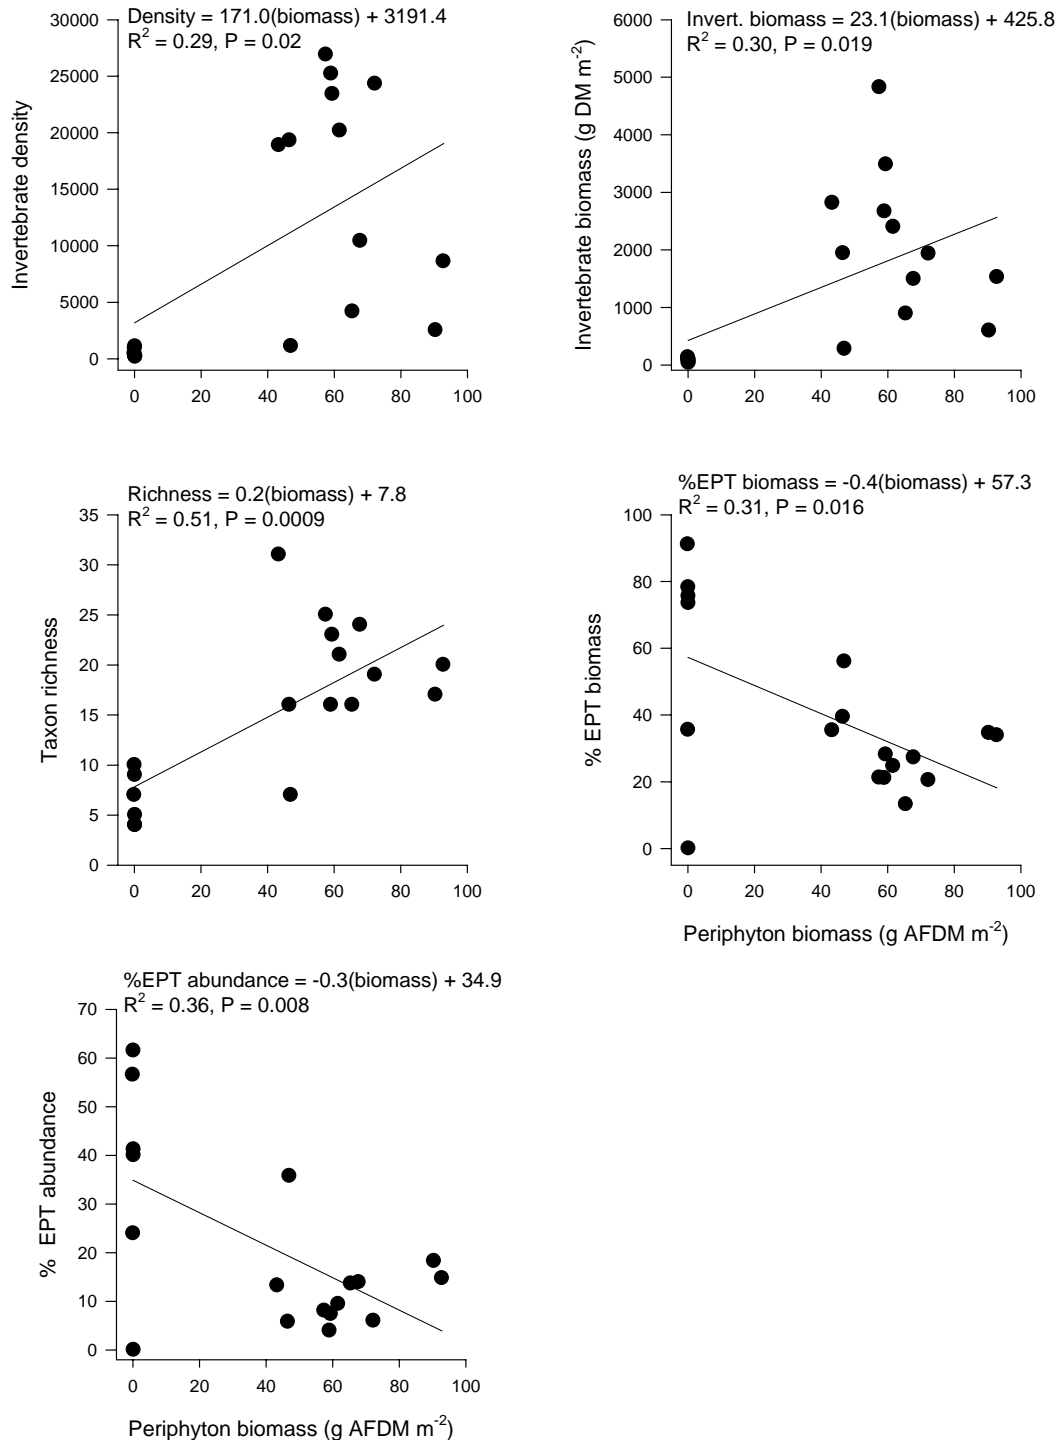 Density = 171.0(biomass) + 3191.4
R² = 0.29, P = 0.02
Invertebrate density
30000
25000
20000
15000
10000
5000
0
0 20 40 60 80 100
Invert. biomass = 23.1(biomass) + 425.8
R² = 0.30, P = 0.019
Invertebrate biomass (g DM m⁻²)
6000
5000
4000
3000
2000
1000
0
0 20 40 60 80 100
Richness = 0.2(biomass) + 7.8
R² = 0.51, P = 0.0009
Taxon richness
35
30
25
20
15
10
5
0
0 20 40 60 80 100
%EPT biomass = -0.4(biomass) + 57.3
R² = 0.31, P = 0.016
% EPT biomass
100
80
60
40
20
0
0 20 40 60 80 100
Periphyton biomass (g AFDM m⁻²)
%EPT abundance = -0.3(biomass) + 34.9
R² = 0.36, P = 0.008
% EPT abundance
70
60
50
40
30
20
10
0
0 20 40 60 80 100
Periphyton biomass (g AFDM m⁻²)